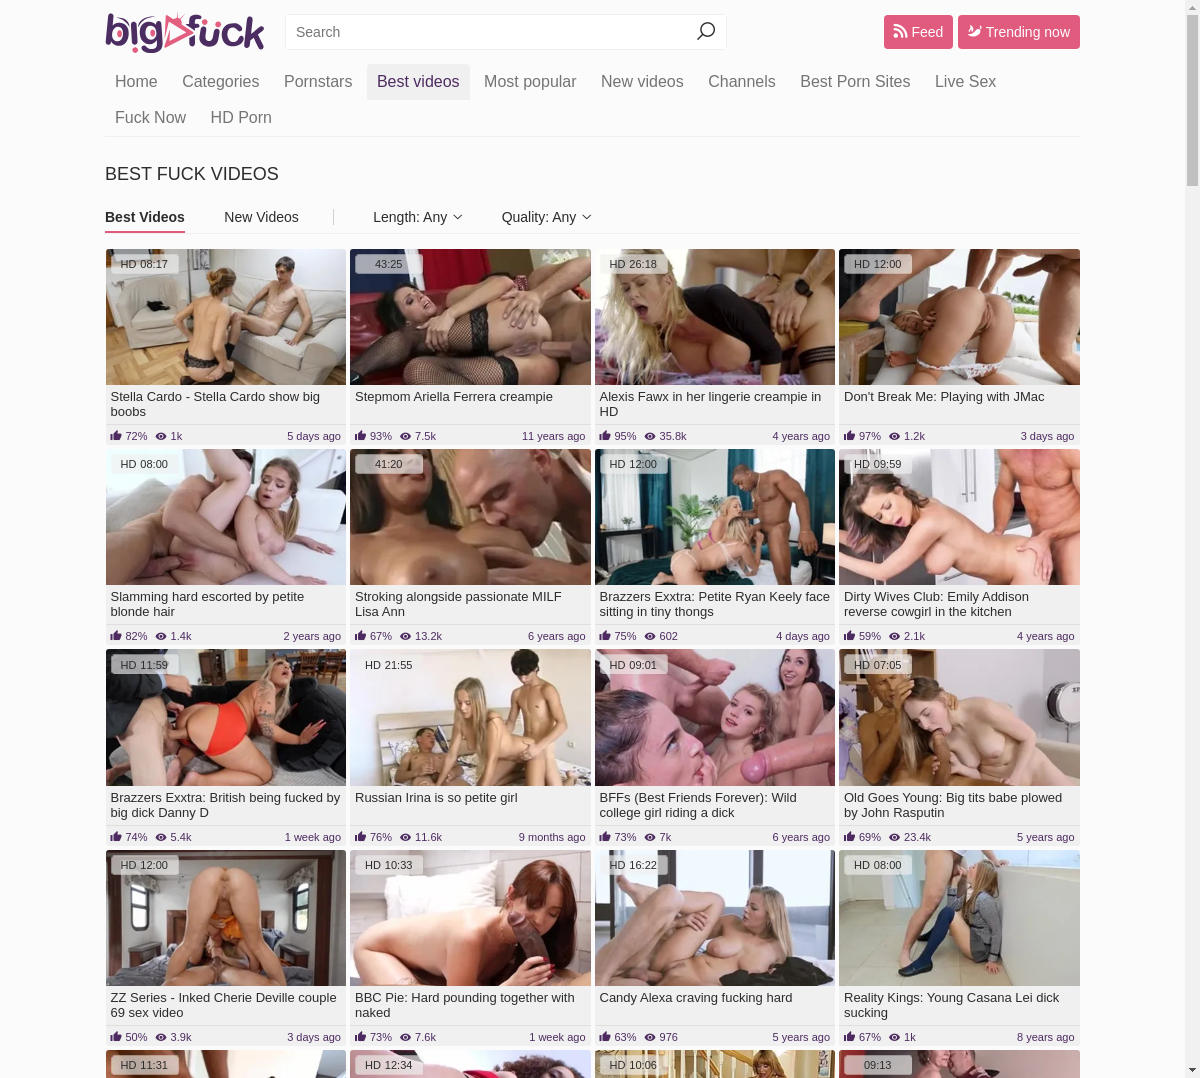 bigfuck
Search
Feed
Trending now
Home Categories Pornstars Best videos Most popular New videos Channels Best Porn Sites Live Sex
Fuck Now HD Porn
BEST FUCK VIDEOS
Best Videos New Videos Length: Any Quality: Any
HD 08:17
43:25
HD 26:18
HD 12:00
Stella Cardo - Stella Cardo show big
boobs
72% 1k 5 days ago
Stepmom Ariella Ferrera creampie
93% 7.5k 11 years ago
Alexis Fawx in her lingerie creampie in
HD
95% 35.8k 4 years ago
Don't Break Me: Playing with JMac
97% 1.2k 3 days ago
HD 08:00
41:20
HD 12:00
HD 09:59
Slamming hard escorted by petite
blonde hair
82% 1.4k 2 years ago
Stroking alongside passionate MILF
Lisa Ann
67% 13.2k 6 years ago
Brazzers Exxtra: Petite Ryan Keely face
sitting in tiny thongs
75% 602 4 days ago
Dirty Wives Club: Emily Addison
reverse cowgirl in the kitchen
59% 2.1k 4 years ago
HD 11:59
HD 21:55
HD 09:01
HD 07:05
Brazzers Exxtra: British being fucked by
big dick Danny D
74% 5.4k 1 week ago
Russian Irina is so petite girl
76% 11.6k 9 months ago
BFFs (Best Friends Forever): Wild
college girl riding a dick
73% 7k 6 years ago
Old Goes Young: Big tits babe plowed
by John Rasputin
69% 23.4k 5 years ago
HD 12:00
HD 10:33
HD 16:22
HD 08:00
ZZ Series - Inked Cherie Deville couple
69 sex video
50% 3.9k 3 days ago
BBC Pie: Hard pounding together with
naked
73% 7.6k 1 week ago
Candy Alexa craving fucking hard
63% 976 5 years ago
Reality Kings: Young Casana Lei dick
sucking
67% 1k 8 years ago
HD 11:31
HD 12:34
HD 10:06
09:13